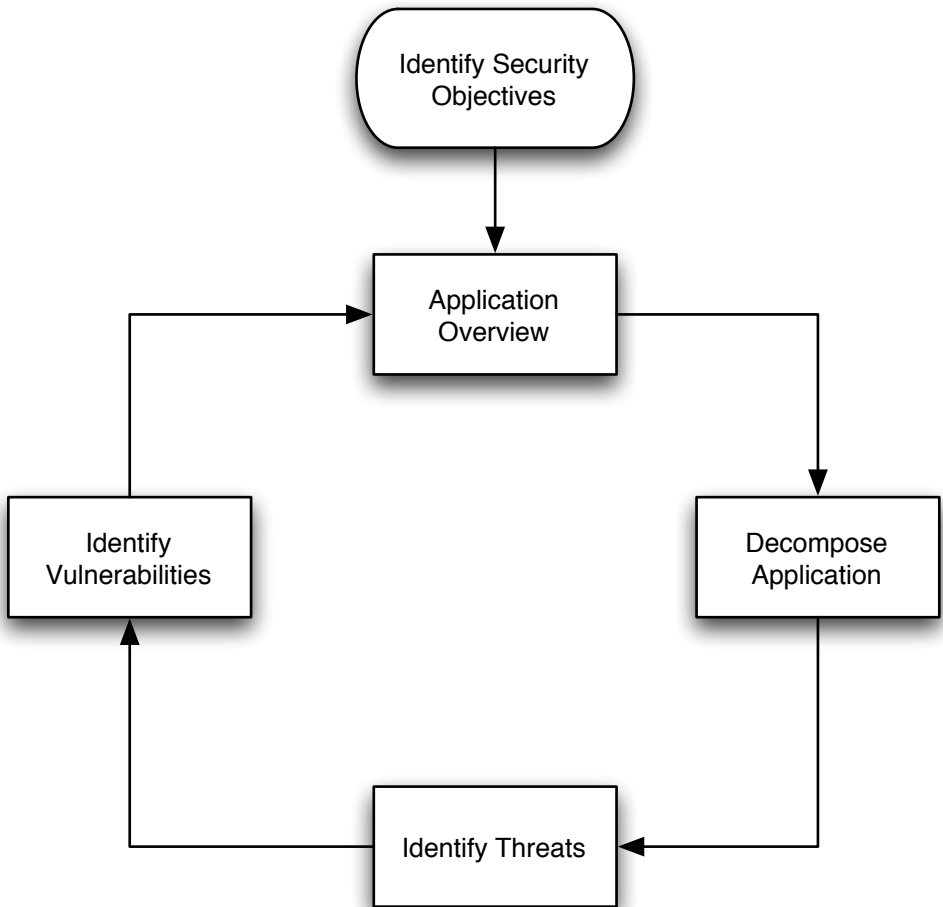 Identify Security
Objectives
Application
Overview
Identify
Vulnerabilities
Decompose
Application
Identify Threats